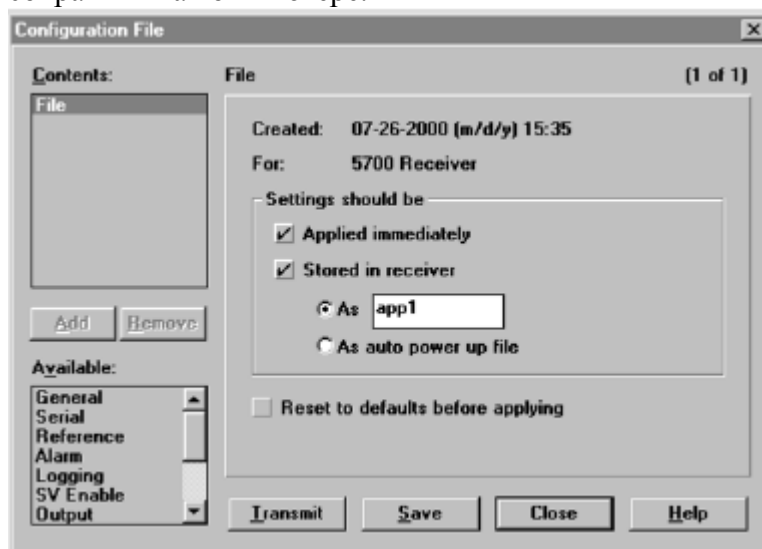 Configuration File
Contents:
File
Add
Remove
Available:
General
Serial
Reference
Alarm
Logging
SV Enable
Output
File
(1 of 1)
Created: 07-26-2000 (m/d/y) 15:35
For: 5700 Receiver
Settings should be
Applied immediately
Stored in receiver
As app1
As auto power up file
Reset to defaults before applying
Transmit
Save
Close
Help